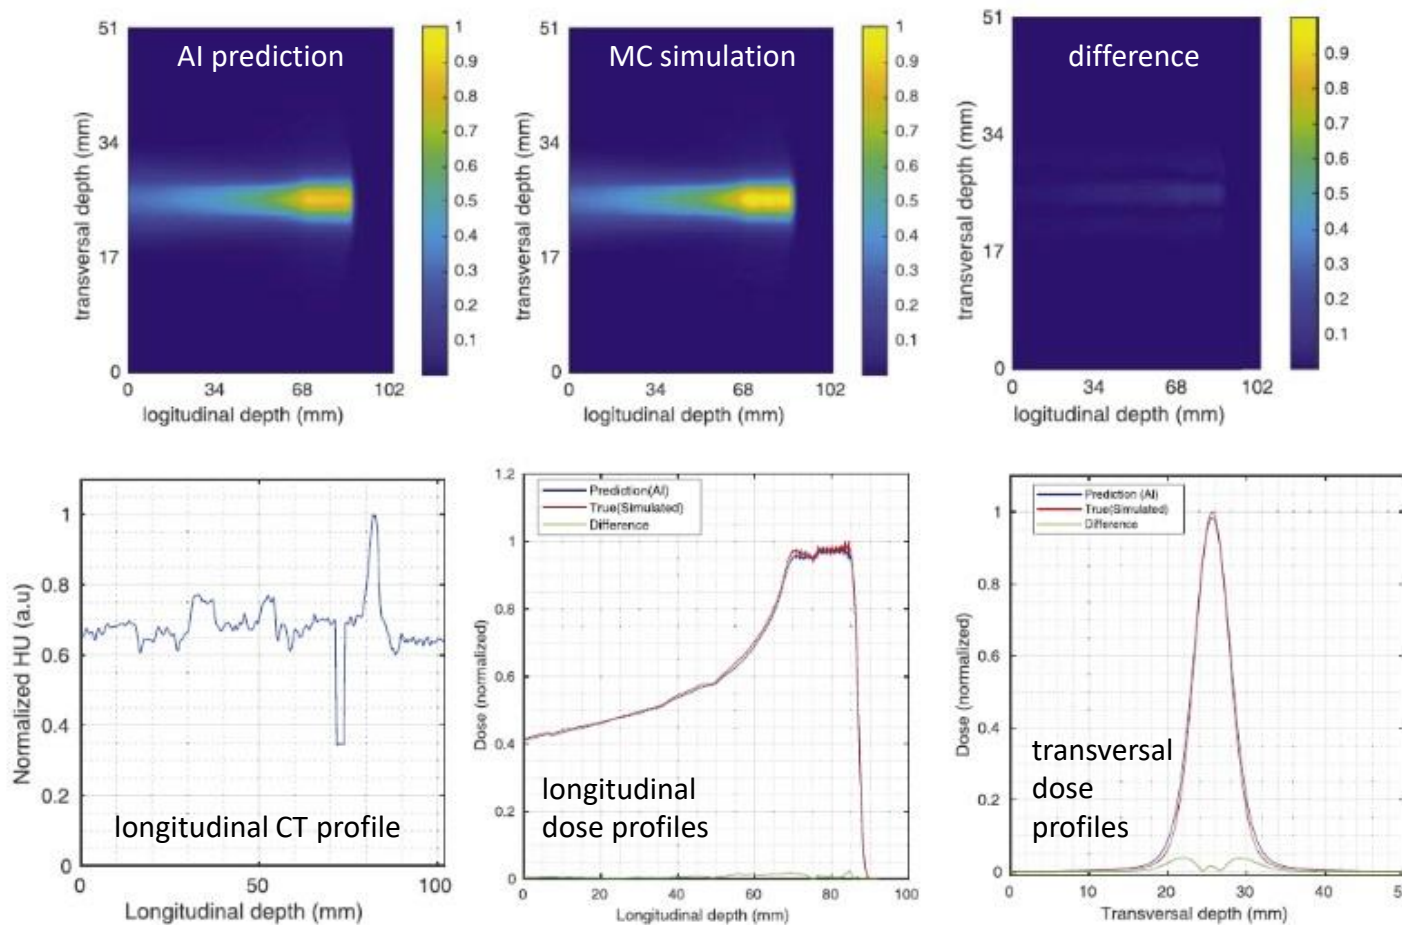 AI prediction
51
34
17
0
transversal depth (mm)
0 34 68 102
logitudinal depth (mm)
1
0.9
0.8
0.7
0.6
0.5
0.4
0.3
0.2
0.1
MC simulation
51
34
17
0
transversal depth (mm)
0 34 68 102
logitudinal depth (mm)
1
0.9
0.8
0.7
0.6
0.5
0.4
0.3
0.2
0.1
difference
51
34
17
0
transversal depth (mm)
0 34 68 102
logitudinal depth (mm)
0.9
0.8
0.7
0.6
0.5
0.4
0.3
0.2
0.1
1
0.8
0.6
0.4
0.2
0
Normalized HU (a.u)
longitudinal CT profile
0 50 100
Longitudinal depth (mm)
1.2
1
0.8
0.6
0.4
0.2
0
Dose (normalized)
Prediction(AI)
True(Simulated)
Difference
longitudinal
dose profiles
0 20 40 60 80 100
Longitudinal depth (mm)
1
0.8
0.6
0.4
0.2
0
Dose (normalized)
Prediction (AI)
True(Simulated)
Difference
transversal
dose
profiles
0 10 20 30 40 50
Transversal depth (mm)